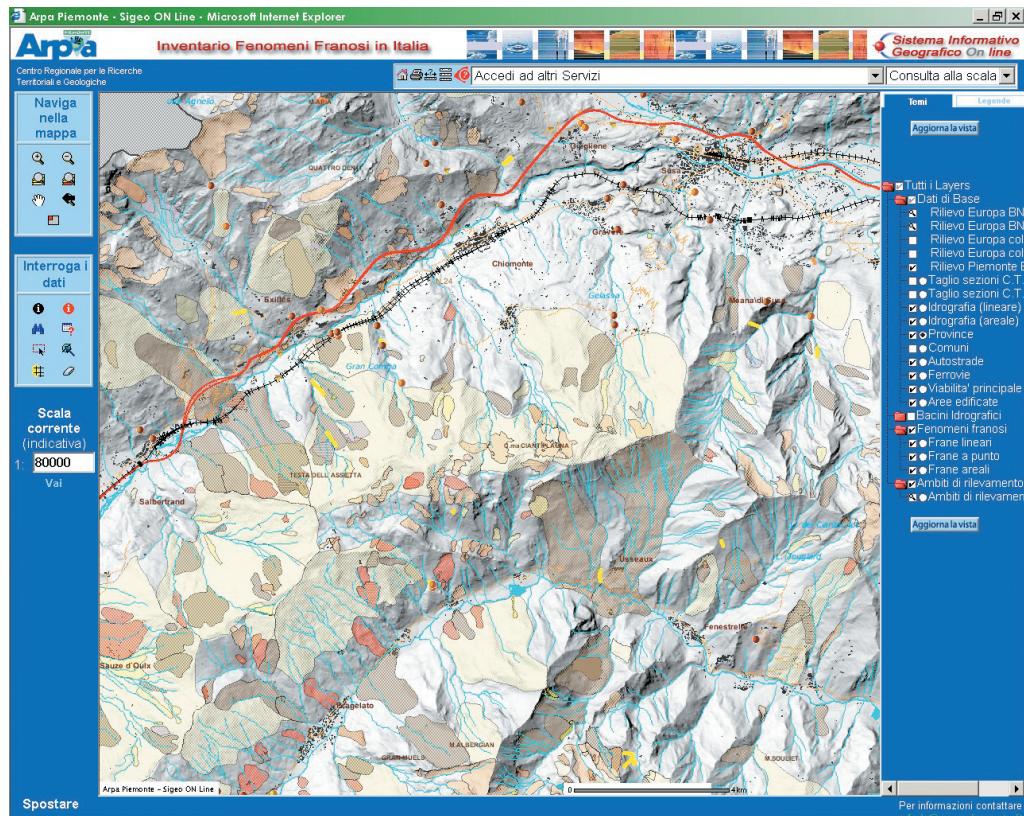 Arpa Piemonte - Sigeo ON Line - Microsoft Internet Explorer
Arpa
Inventario Fenomeni Franosi in Italia
Sistema Informativo
Geografico On line
Centro Regionale per le Ricerche
Territoriali e Geologiche
Accedi ad altri Servizi
Consulta alla scala
Naviga
nella
mappa
Interroga i
dati
Scala
corrente
(indicativa)
1: 80000
Vai
Spostare
QUATTRO DENTI
Giaglione
Susa
Gravere
Chiomonte
Gelassa
Meana di Susa
Exilles
Gran Comba
C.ma CIANTIPLAGNA
TESTA DELL'ASSIETTA
Salbertrand
Usseaux
Fenestrelle
Sauze d'Oulx
Pragelato
M.ALBERGIAN
M.BOULIET
Arpa Piemonte - Sigeo ON Line
0 4km
Temi
Legende
Aggiorna la vista
Tutti i Layers
Dati di Base
Rilievo Europa BN
Rilievo Europa BN
Rilievo Europa col
Rilievo Europa col
Rilievo Piemonte B
Taglio sezioni C.T.
Taglio sezioni C.T.
Idrografia (lineare)
Idrografia (areale)
Province
Comuni
Autostrade
Ferrovie
Viabilita' principale
Aree edificate
Bacini Idrografici
Fenomeni franosi
Frane lineari
Frane a punto
Frane areali
Ambiti di rilevamento
Ambiti di rilevamen
Aggiorna la vista
Per informazioni contattare